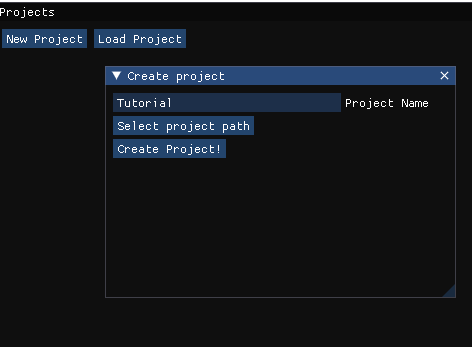 Projects
New Project Load Project
Create project
Tutorial Project Name
Select project path
Create Project!